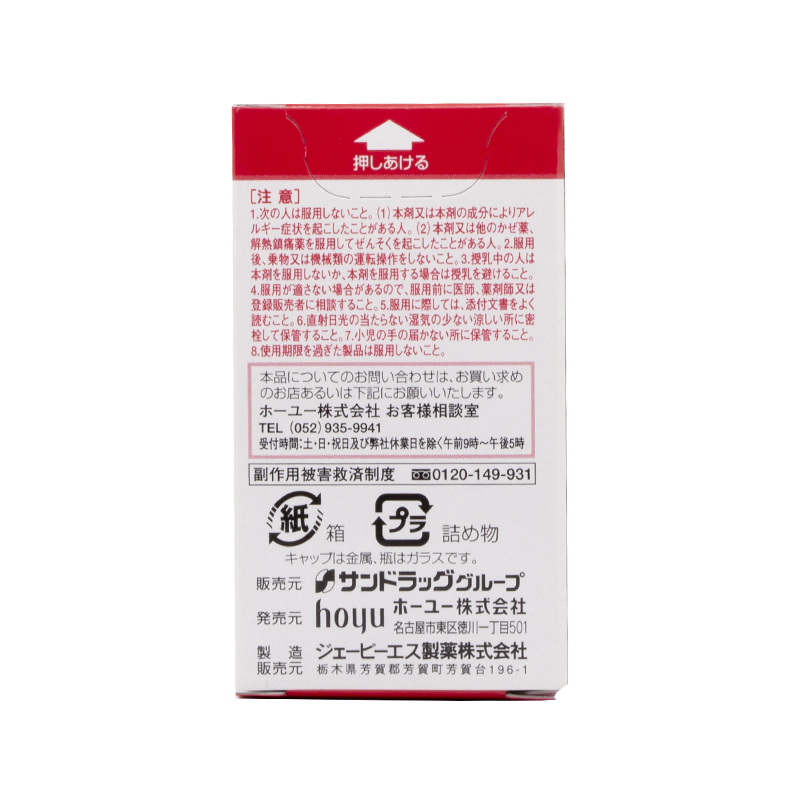 押しあける
[注 意]
1.次の人は服用しないこと。(1)本剤又は本剤の成分によりアレ
ルギー症状を起こしたことがある人。(2)本剤又は他のかぜ薬、
解熱鎮痛薬を服用してぜんそくを起こしたことがある人。2.服用
後、乗物又は機械類の運転操作をしないこと。3.授乳中の人は
本剤を服用しないか、本剤を服用する場合は授乳を避けること。
4.服用が適さない場合があるので、服用前に医師、薬剤師又は
登録販売者に相談すること。5.服用に際しては、添付文書をよく
読むこと。6.直射日光の当たらない湿気の少ない涼しい所に密
栓して保管すること。7.小児の手の届かない所に保管すること。
8.使用期限を過ぎた製品は服用しないこと。
本品についてのお問い合わせは、お買い求め
のお店あるいは下記にお願いいたします。
ホーユー株式会社 お客様相談室
TEL (052)935-9941
受付時間:土・日・祝日及び弊社休業日を除く午前9時〜午後5時
副作用被害救済制度 0120-149-931
紙 箱 プラ 詰め物
キャップは金属、瓶はガラスです。
販売元 サンドラッググループ
発売元 hoyu ホーユー株式会社
名古屋市東区徳川一丁目501
製造販売元 ジェーピーエス製薬株式会社
栃木県芳賀郡芳賀町芳賀台196-1